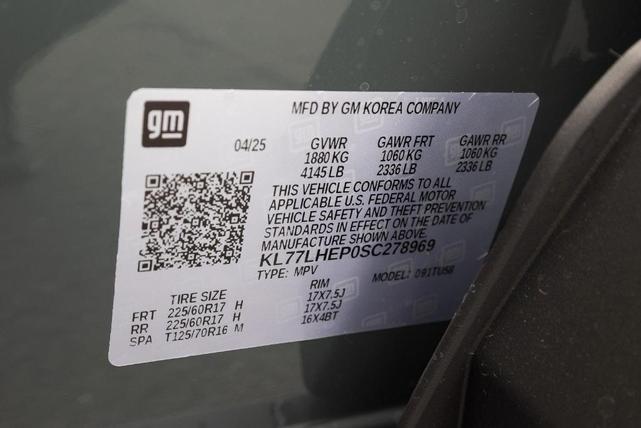 gm
MFD BY GM KOREA COMPANY
04/25 GVWR GAWR FRT GAWR RR
1880 KG 1060 KG 1060 KG
4145 LB 2336 LB 2336 LB
THIS VEHICLE CONFORMS TO ALL
APPLICABLE U.S. FEDERAL MOTOR
VEHICLE SAFETY AND THEFT PREVENTION
STANDARDS IN EFFECT ON THE DATE OF
MANUFACTURE SHOWN ABOVE.
KL77LHEP0SC278969
TYPE: MPV MODEL: 091TU58
TIRE SIZE RIM
FRT 225/60R17 H 17X7.5J
RR 225/60R17 H 17X7.5J
SPA T125/70R16 M 16X4BT